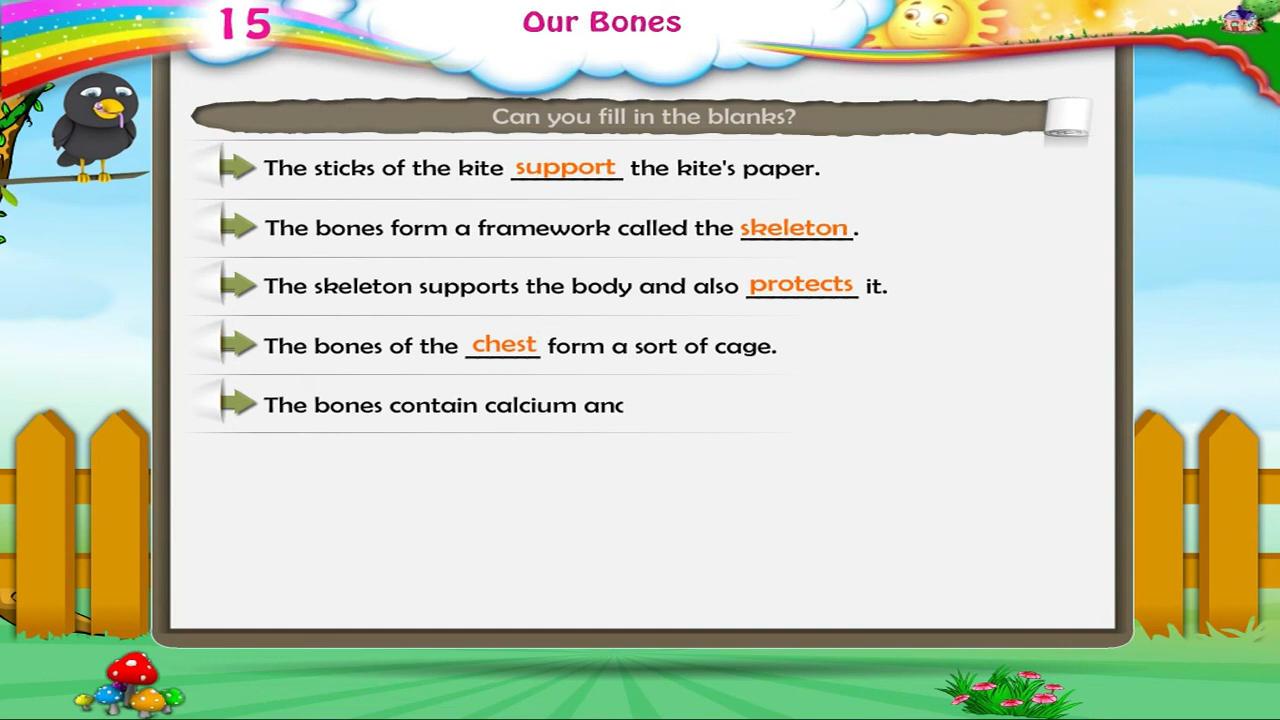 15
Our Bones
Can you fill in the blanks?
The sticks of the kite support the kite's paper.
The bones form a framework called the skeleton.
The skeleton supports the body and also protects it.
The bones of the chest form a sort of cage.
The bones contain calcium and